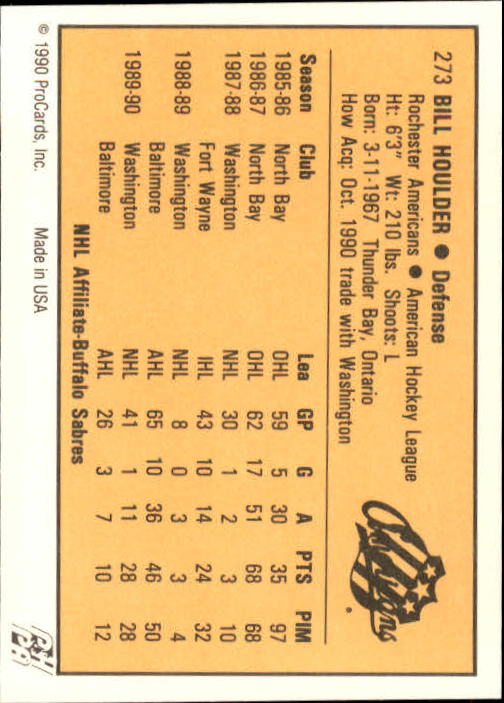 273 BILL HOULDER ● Defense
Rochester Americans ● American Hockey League
Ht: 6'3" Wt: 210 lbs. Shoots: L
Born: 3-11-1967 Thunder Bay, Ontario
How Acq: Oct. 1990 trade with Washington
Amerks
Season Club Lea GP G A PTS PIM
1985-86 North Bay OHL 59 5 30 35 97
1986-87 North Bay OHL 62 17 51 68 68
1987-88 Washington NHL 30 1 2 3 10
Fort Wayne IHL 43 10 14 24 32
1988-89 Washington NHL 8 0 3 3 4
Baltimore AHL 65 10 36 46 50
1989-90 Washington NHL 41 1 11 28 28
Baltimore AHL 26 3 7 10 12
NHL Affiliate-Buffalo Sabres
© 1990 ProCards, Inc. Made in USA